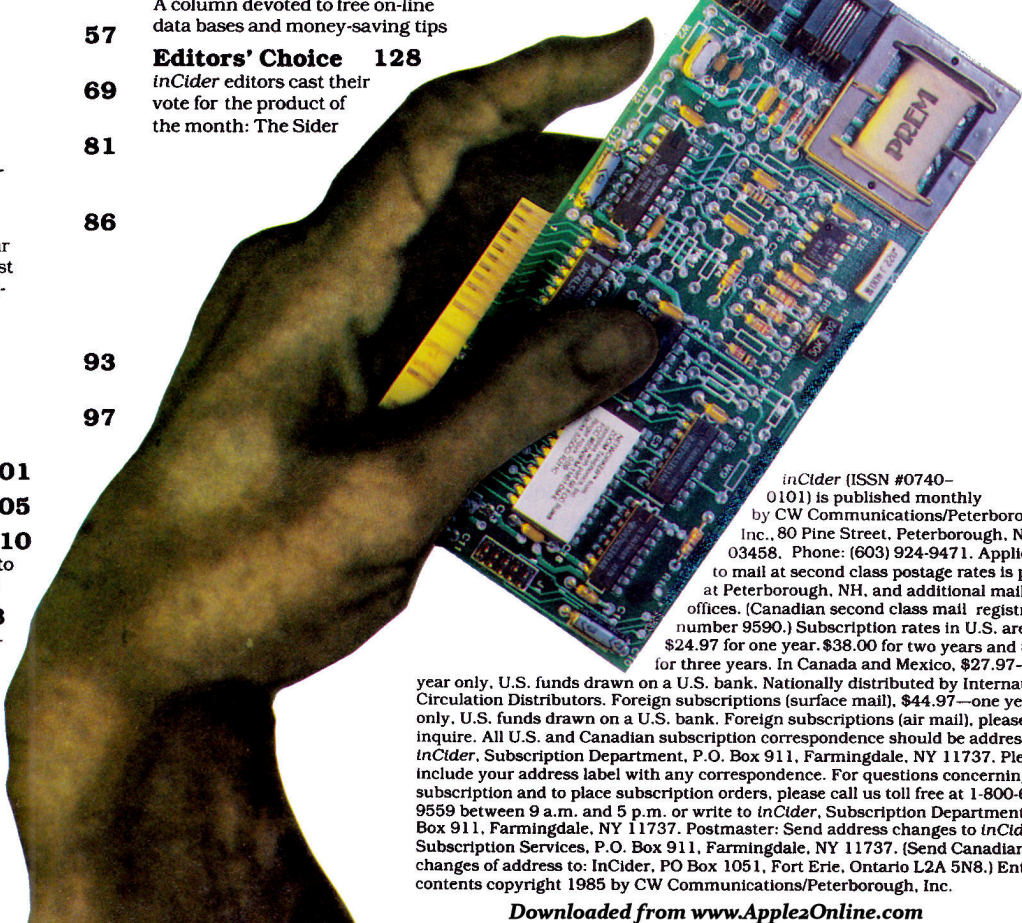 A column devoted to free on-line
data bases and money-saving tips
Editors' Choice 128
inCider editors cast their
vote for the product of
the month: The Sider
57
69
81
86
93
97
01
05
10
to
PREM
inCider (ISSN #0740–
0101) is published monthly
by CW Communications/Peterboro
Inc., 80 Pine Street, Peterborough, N
03458. Phone: (603) 924-9471. Applic
to mail at second class postage rates is p
at Peterborough, NH, and additional mail
offices. (Canadian second class mail registr
number 9590.) Subscription rates in U.S. are
$24.97 for one year. $38.00 for two years and
for three years. In Canada and Mexico, $27.97–
year only, U.S. funds drawn on a U.S. bank. Nationally distributed by Interna
Circulation Distributors. Foreign subscriptions (surface mail), $44.97—one ye
only, U.S. funds drawn on a U.S. bank. Foreign subscriptions (air mail), please
inquire. All U.S. and Canadian subscription correspondence should be addres
inCider, Subscription Department, P.O. Box 911, Farmingdale, NY 11737. Ple
include your address label with any correspondence. For questions concernin
subscription and to place subscription orders, please call us toll free at 1-800-6
9559 between 9 a.m. and 5 p.m. or write to inCider, Subscription Department
Box 911, Farmingdale, NY 11737. Postmaster: Send address changes to inCid
Subscription Services, P.O. Box 911, Farmingdale, NY 11737. (Send Canadian
changes of address to: InCider, PO Box 1051, Fort Erie, Ontario L2A 5N8.) Ent
contents copyright 1985 by CW Communications/Peterborough, Inc.
Downloaded from www.Apple2Online.com